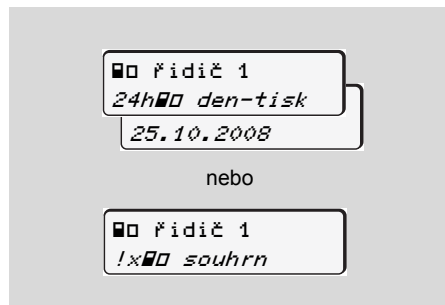 řidič 1
24h den-tisk
25.10.2008
nebo
řidič 1
!x souhrn